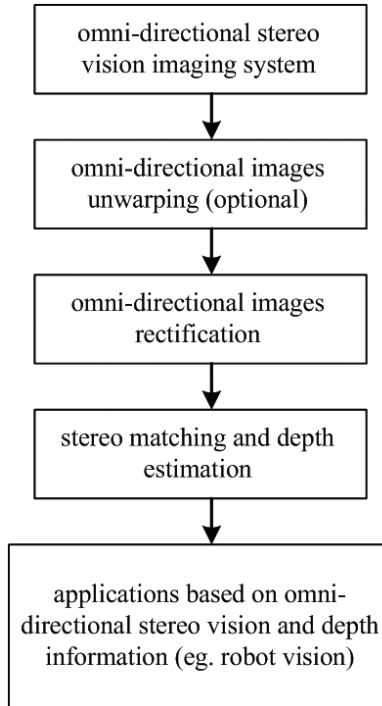 omni-directional stereo
vision imaging system
omni-directional images
unwarping (optional)
omni-directional images
rectification
stereo matching and depth
estimation
applications based on omni-
directional stereo vision and depth
information (eg. robot vision)